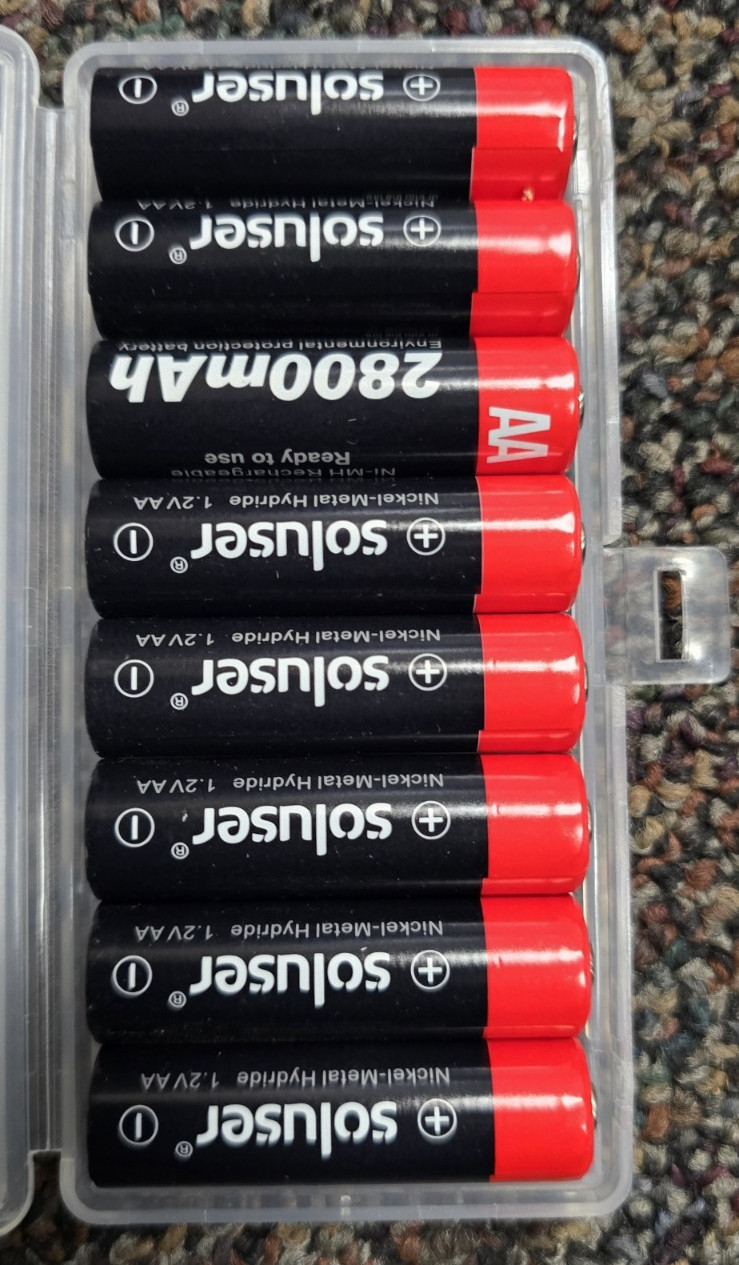 + soluser® −
Nickel-Metal Hydride 1.2V AA
+ soluser® −
Nickel-Metal Hydride 1.2V AA
+ soluser® −
Nickel-Metal Hydride 1.2V AA
+ soluser® −
Nickel-Metal Hydride 1.2V AA
+ soluser® −
Nickel-Metal Hydride 1.2V AA
Ni-MH Rechargeable
Ready to use
AA
2800mAh
Environmental protection battery
+ soluser® −
Nickel-Metal Hydride 1.2V AA
+ soluser® −